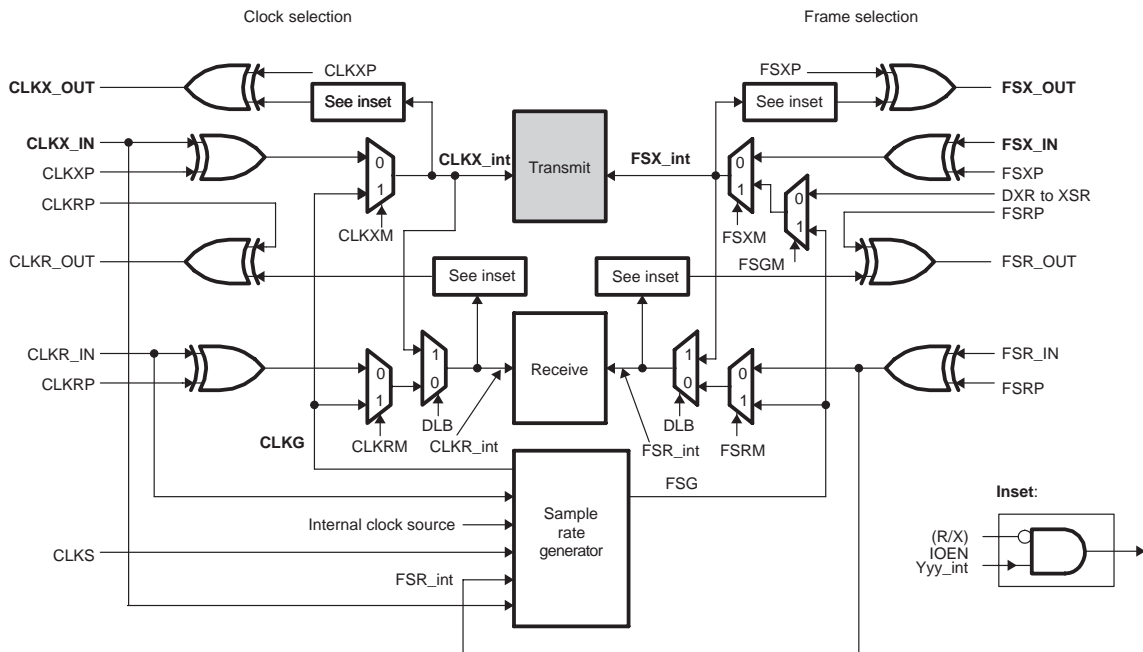 Clock selection
Frame selection
CLKXP
FSXP
CLKX_OUT
See inset
See inset
FSX_OUT
CLKX_IN
CLKX_int
Transmit
FSX_int
FSX_IN
0
0
CLKXP
1
1
FSXP
0
DXR to XSR
CLKRP
FSRP
1
CLKXM
FSXM
CLKR_OUT
See inset
See inset
FSGM
FSR_OUT
CLKR_IN
1
1
FSR_IN
0
Receive
0
CLKRP
0
0
FSRP
1
1
DLB
DLB
CLKRM
CLKR_int
FSR_int
FSRM
CLKG
FSG
Inset:
Internal clock source
Sample
rate
generator
(R/X)
IOEN
Yyy_int
CLKS
FSR_int